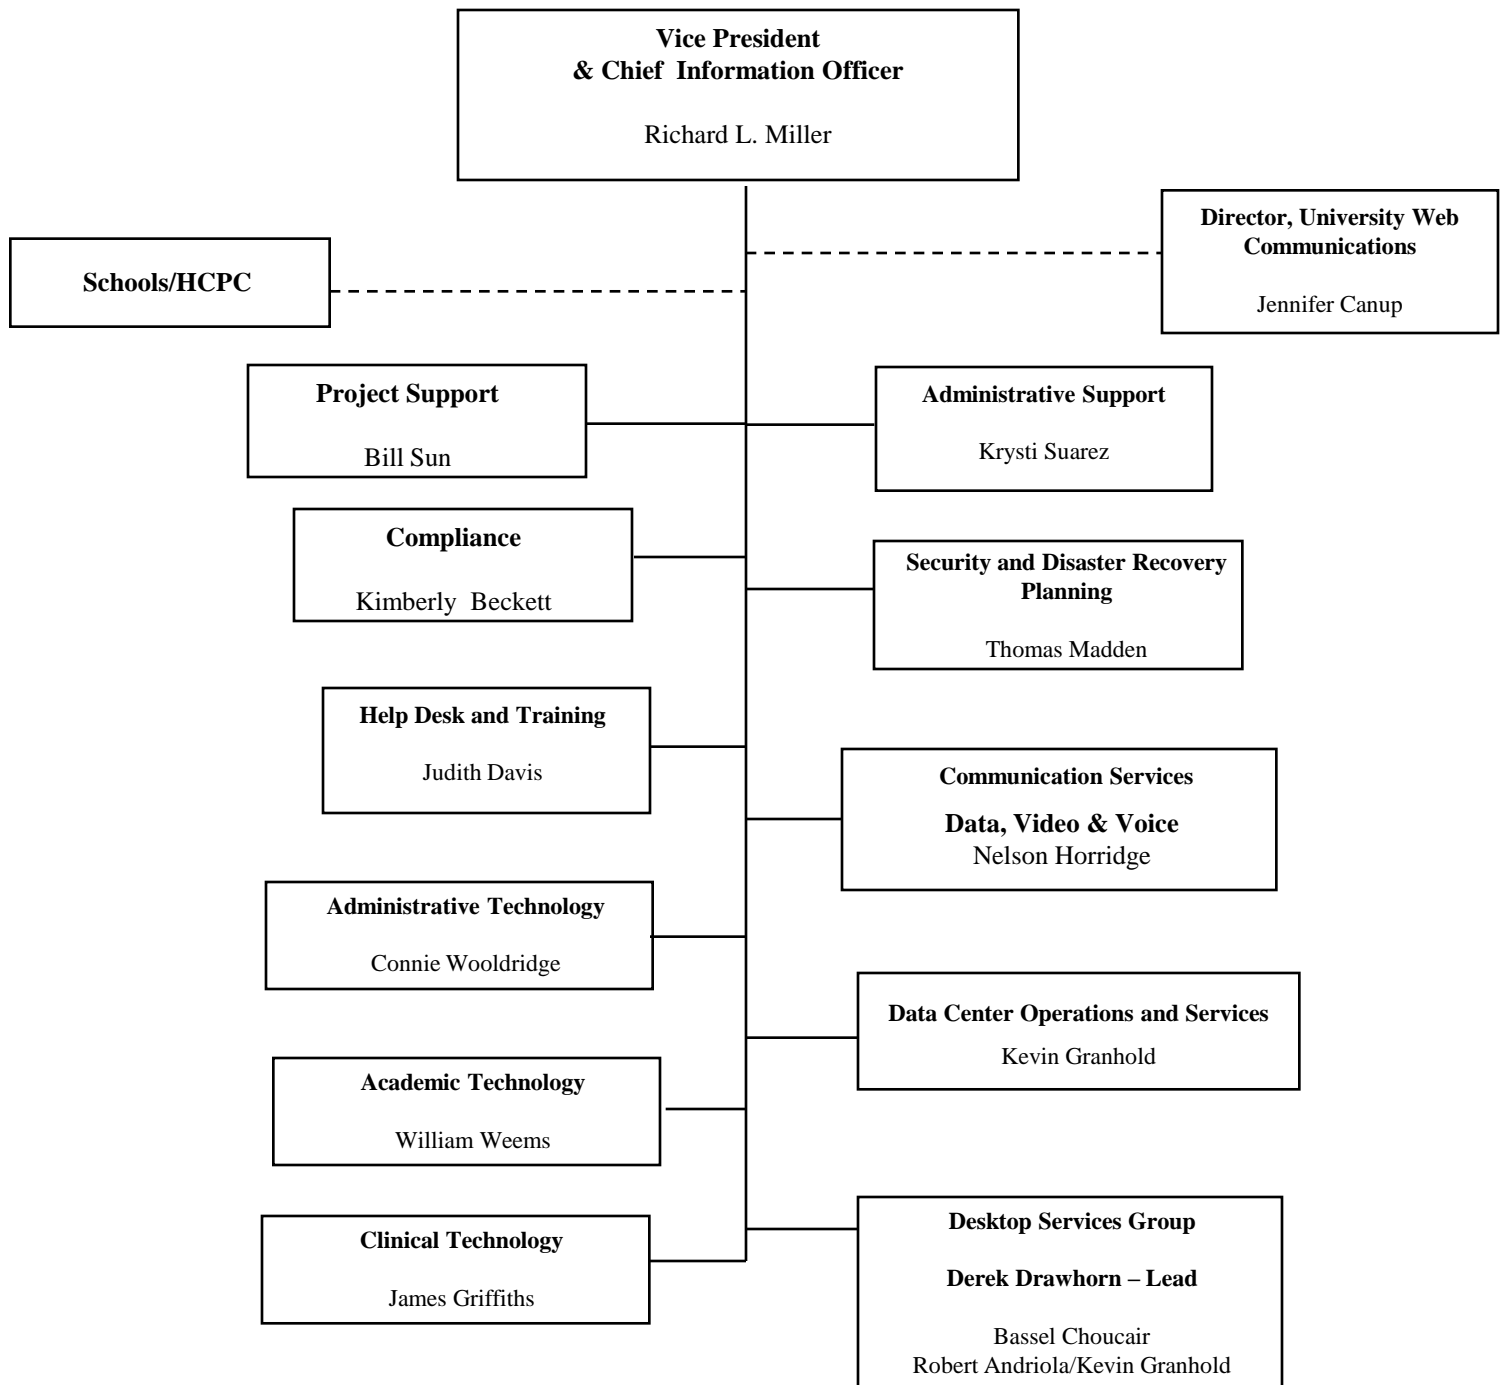 Vice President
& Chief Information Officer
Richard L. Miller
Director, University Web
Communications
Jennifer Canup
Schools/HCPC
Project Support
Bill Sun
Administrative Support
Krysti Suarez
Compliance
Kimberly Beckett
Security and Disaster Recovery
Planning
Thomas Madden
Help Desk and Training
Judith Davis
Communication Services
Data, Video & Voice
Nelson Horridge
Administrative Technology
Connie Wooldridge
Data Center Operations and Services
Kevin Granhold
Academic Technology
William Weems
Desktop Services Group
Derek Drawhorn – Lead
Bassel Choucair
Robert Andriola/Kevin Granhold
Clinical Technology
James Griffiths